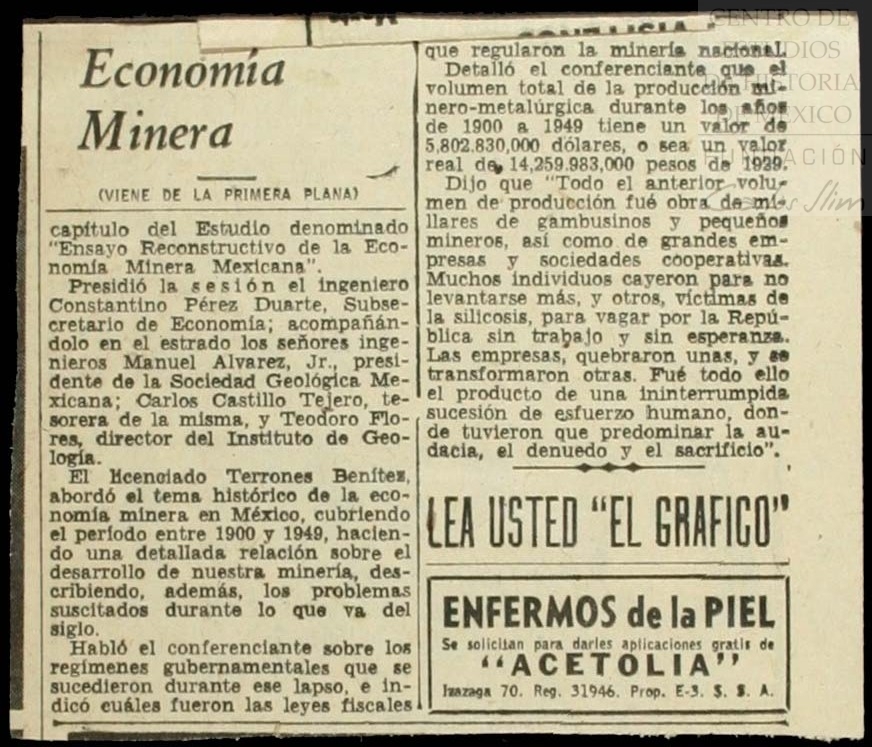 Economía
Minera
(VIENE DE LA PRIMERA PLANA)
capítulo del Estudio denominado
"Ensayo Reconstructivo de la Eco-
nomía Minera Mexicana".
Presidió la sesión el ingeniero
Constantino Pérez Duarte, Subse-
cretario de Economía; acompañán-
dolo en el estrado los señores inge-
nieros Manuel Alvarez, Jr., presi-
dente de la Sociedad Geológica Me-
xicana; Carlos Castillo Tejero, te-
sorera de la misma, y Teodoro Flo-
res, director del Instituto de Geo-
logía.
El licenciado Terrones Benítez,
abordó el tema histórico de la eco-
nomía minera en México, cubriendo
el período entre 1900 y 1949, hacien-
do una detallada relación sobre el
desarrollo de nuestra minería, des-
cribiendo, además, los problemas
suscitados durante lo que va del
siglo.
Habló el conferenciante sobre los
regímenes gubernamentales que se
sucedieron durante ese lapso, e in-
dicó cuáles fueron las leyes fiscales
que regularon la minería nacional.
Detalló el conferenciante que el
volumen total de la producción mi-
nero-metalúrgica durante los años
de 1900 a 1949 tiene un valor de
5,802.830,000 dólares, o sea un valor
real de 14,259.983,000 pesos de 1929.
Dijo que "Todo el anterior volu-
men de producción fué obra de mi-
llares de gambusinos y pequeños
mineros, así como de grandes em-
presas y sociedades cooperativas.
Muchos individuos cayeron para no
levantarse más, y otros, víctimas de
la silicosis, para vagar por la Repú-
blica sin trabajo y sin esperanza.
Las empresas, quebraron unas, y se
transformaron otras. Fué todo ello
el producto de una ininterrumpida
sucesión de esfuerzo humano, don-
de tuvieron que predominar la au-
dacia, el denuedo y el sacrificio".
LEA USTED "EL GRAFICO"
ENFERMOS de la PIEL
Se solicitan para darles aplicaciones gratis de
"ACETOLIA"
Izazaga 70. Reg. 31946. Prop. E-3. S. S. A.
CENTRO DE
ESTUDIOS
DE HISTORIA
DE MEXICO
FUNDACIÓN
Carlos Slim